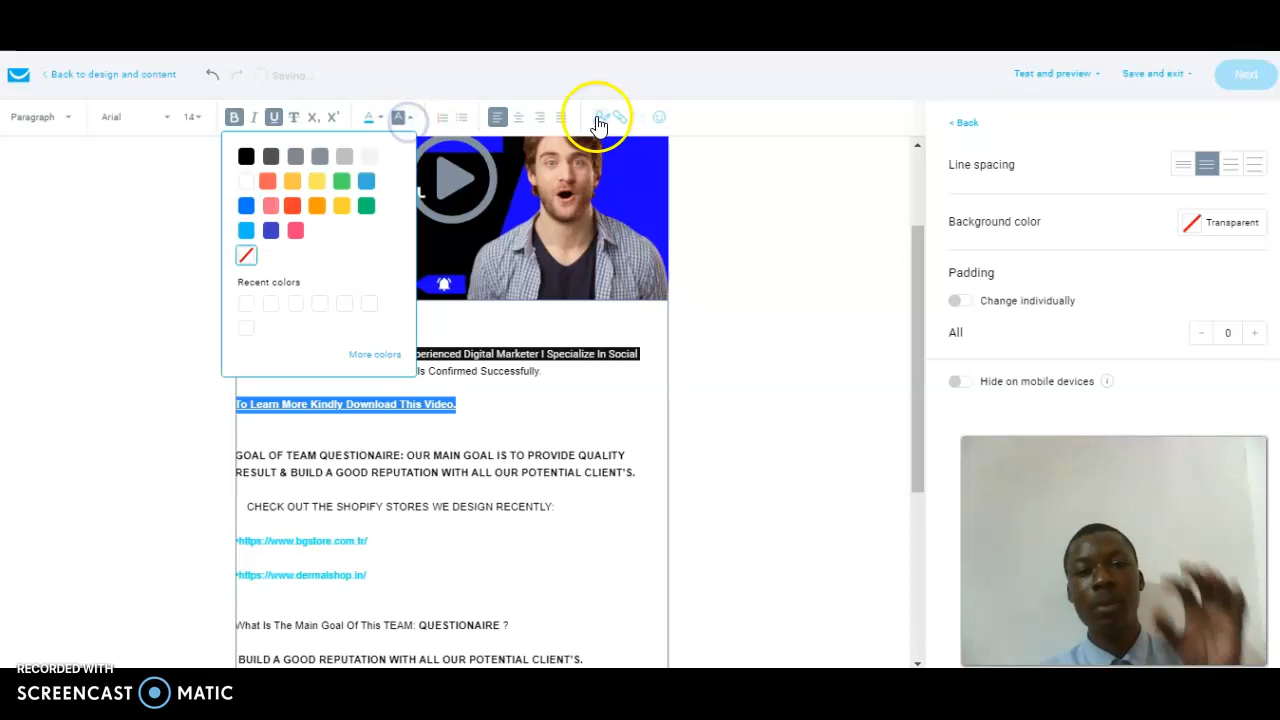 Back to design and content
Saving...
Test and preview
Save and exit
Next
Paragraph
Arial
14
B I U T X, X'
A A
< Back
Line spacing
Background color
Transparent
Padding
Change individually
All
- 0 +
Hide on mobile devices i
L
Recent colors
More colors
perienced Digital Marketer I Specialize In Social
Is Confirmed Successfully.
To Learn More Kindly Download This Video.
GOAL OF TEAM QUESTIONAIRE: OUR MAIN GOAL IS TO PROVIDE QUALITY
RESULT & BUILD A GOOD REPUTATION WITH ALL OUR POTENTIAL CLIENT'S.
CHECK OUT THE SHOPIFY STORES WE DESIGN RECENTLY:
https://www.bgstore.com.tr/
https://www.dermalshop.in/
What Is The Main Goal Of This TEAM: QUESTIONAIRE ?
BUILD A GOOD REPUTATION WITH ALL OUR POTENTIAL CLIENT'S.
RECORDED WITH
SCREENCAST MATIC